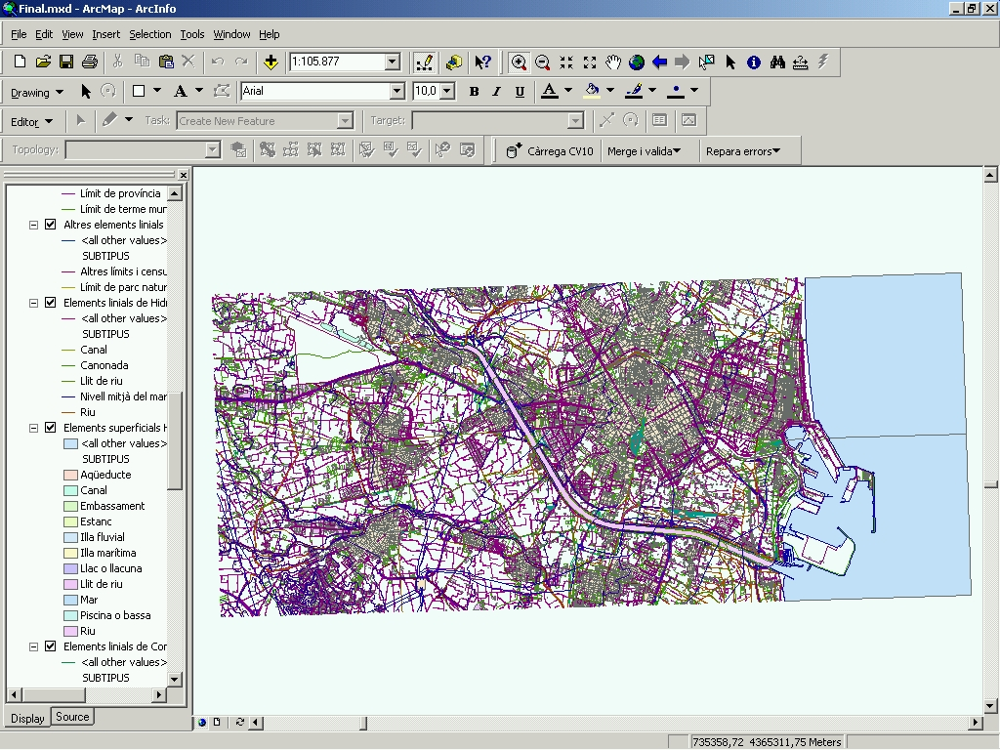 Final.mxd - ArcMap - ArcInfo
File Edit View Insert Selection Tools Window Help
1:105.877
Drawing A Arial 10,0 B I U A
Editor Task: Create New Feature Target:
Topology: Càrrega CV10 Merge i valida Repara errors
Límit de província
Límit de terme mur
Altres elements linials
<all other values>
SUBTIPUS
Altres límits i censu
Límit de parc natur
Elements linials de Hidr
<all other values>
SUBTIPUS
Canal
Canonada
Llit de riu
Nivell mitjà del mar
Riu
Elements superficials H
<all other values>
SUBTIPUS
Aqüeducte
Canal
Embassament
Estanc
Illa fluvial
Illa marítima
Llac o llacuna
Llit de riu
Mar
Piscina o bassa
Riu
Elements linials de Cor
<all other values>
SUBTIPUS
Display Source
735358,72 4365311,75 Meters